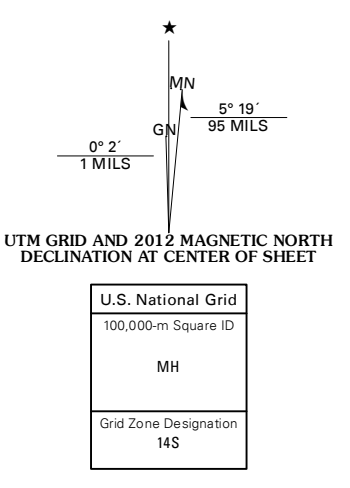 MN
5° 19´
95 MILS
GN
0° 2´
1 MILS
UTM GRID AND 2012 MAGNETIC NORTH
DECLINATION AT CENTER OF SHEET
U.S. National Grid
100,000-m Square ID
MH
Grid Zone Designation
14S